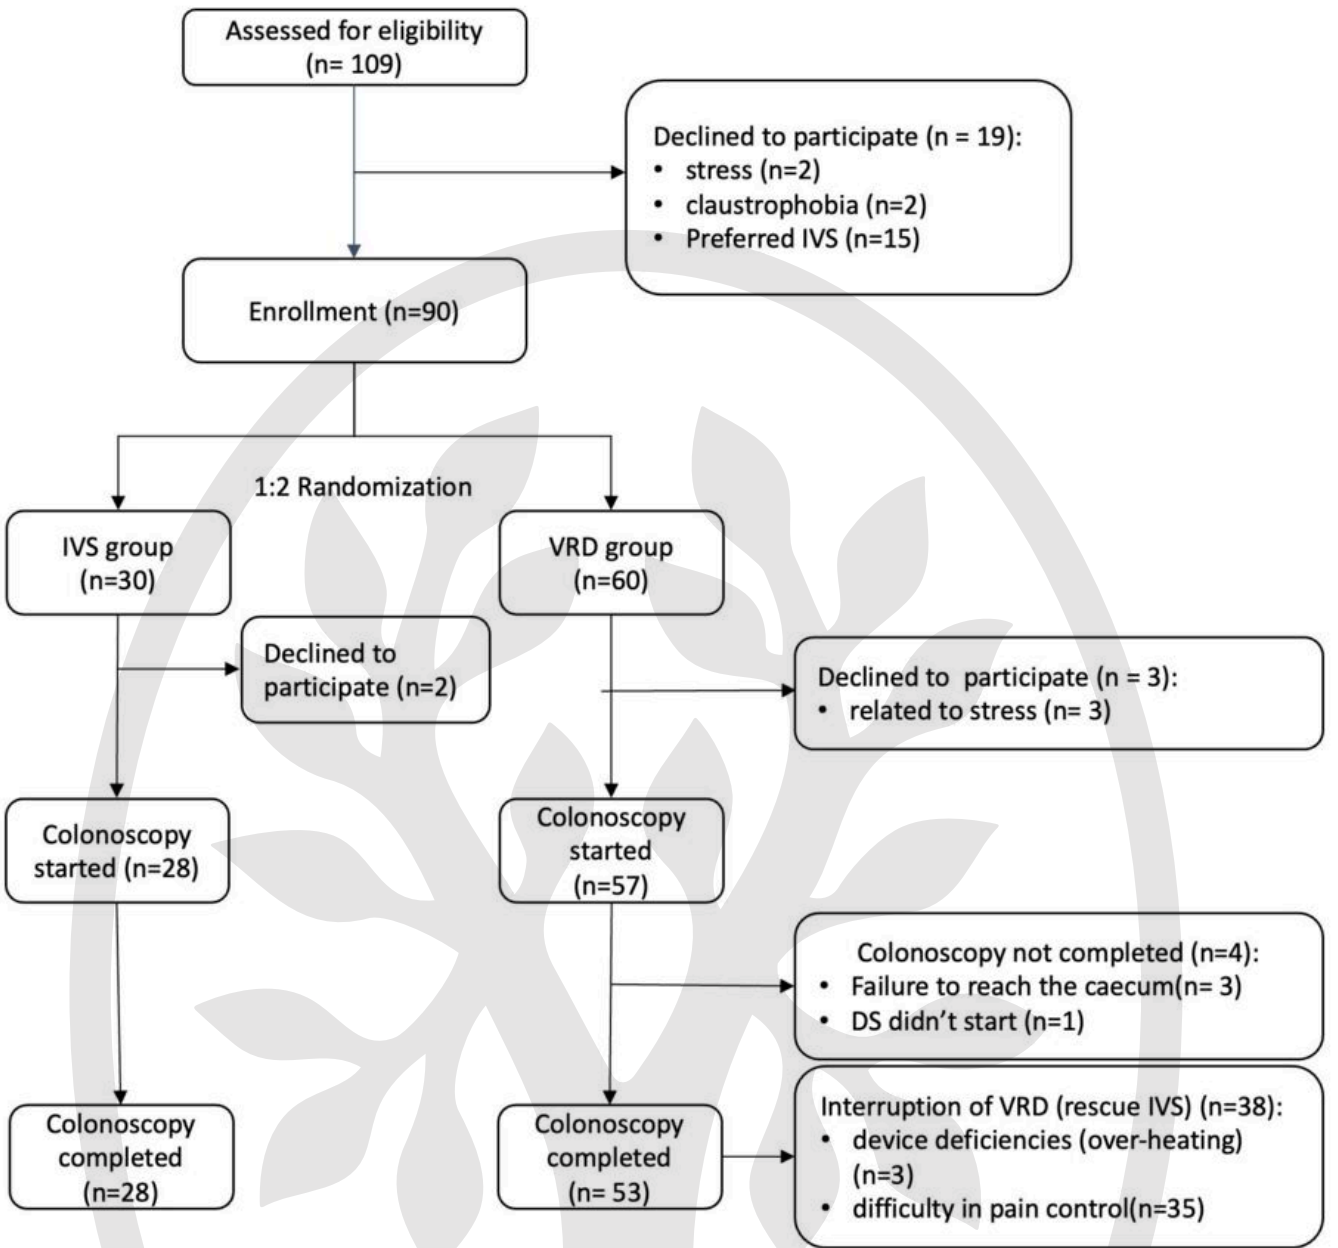 Assessed for eligibility
(n= 109)
Declined to participate (n = 19):
• stress (n=2)
• claustrophobia (n=2)
• Preferred IVS (n=15)
Enrollment (n=90)
1:2 Randomization
IVS group
(n=30)
VRD group
(n=60)
Declined to
participate (n=2)
Declined to  participate (n = 3):
• related to stress (n= 3)
Colonoscopy
started (n=28)
Colonoscopy
started
(n=57)
Colonoscopy not completed (n=4):
• Failure to reach the caecum(n= 3)
• DS didn’t start (n=1)
Colonoscopy
completed
(n=28)
Colonoscopy
completed
(n= 53)
Interruption of VRD (rescue IVS) (n=38):
• device deficiencies (over-heating)
(n=3)
• difficulty in pain control(n=35)